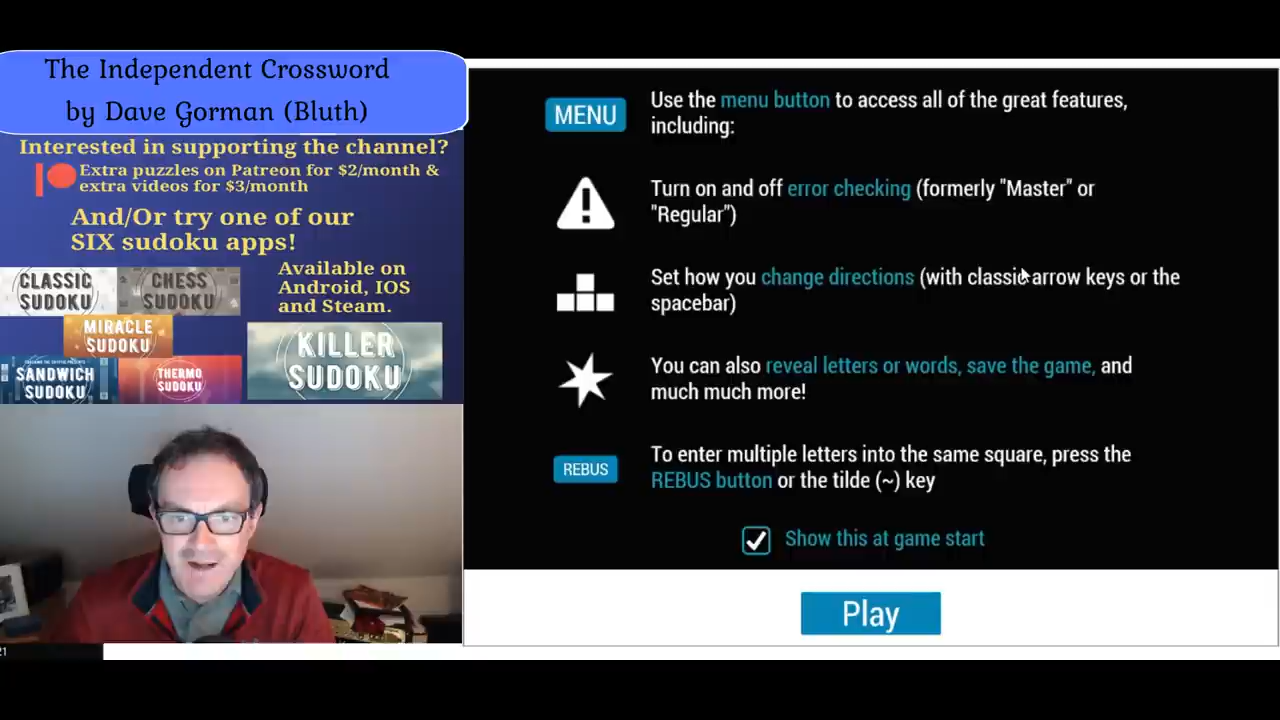 The Independent Crossword
by Dave Gorman (Bluth)
Interested in supporting the channel?
Extra puzzles on Patreon for $2/month &
extra videos for $3/month
And/Or try one of our
SIX sudoku apps!
CLASSIC
SUDOKU
CHESS
SUDOKU
MIRACLE
SUDOKU
Available on
Android, IOS
and Steam.
CRACKING THE CRYPTIC PRESENTS
SANDWICH
SUDOKU
THERMO
SUDOKU
KILLER
SUDOKU
21
MENU
Use the menu button to access all of the great features,
including:
Turn on and off error checking (formerly "Master" or
"Regular")
Set how you change directions (with classic arrow keys or the
spacebar)
You can also reveal letters or words, save the game, and
much much more!
REBUS
To enter multiple letters into the same square, press the
REBUS button or the tilde (~) key
Show this at game start
Play